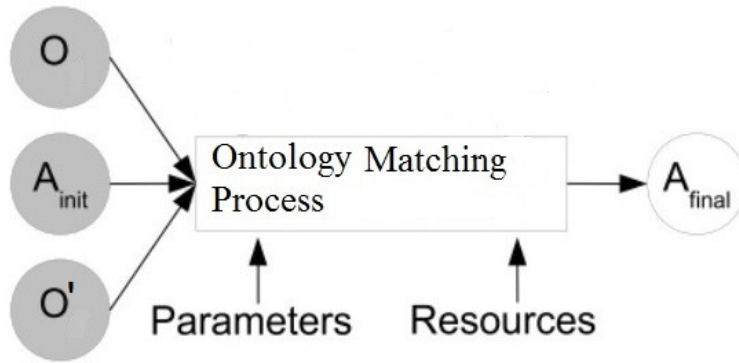 O
Ontology Matching
A init
Process
A final
O'
Parameters
Resources